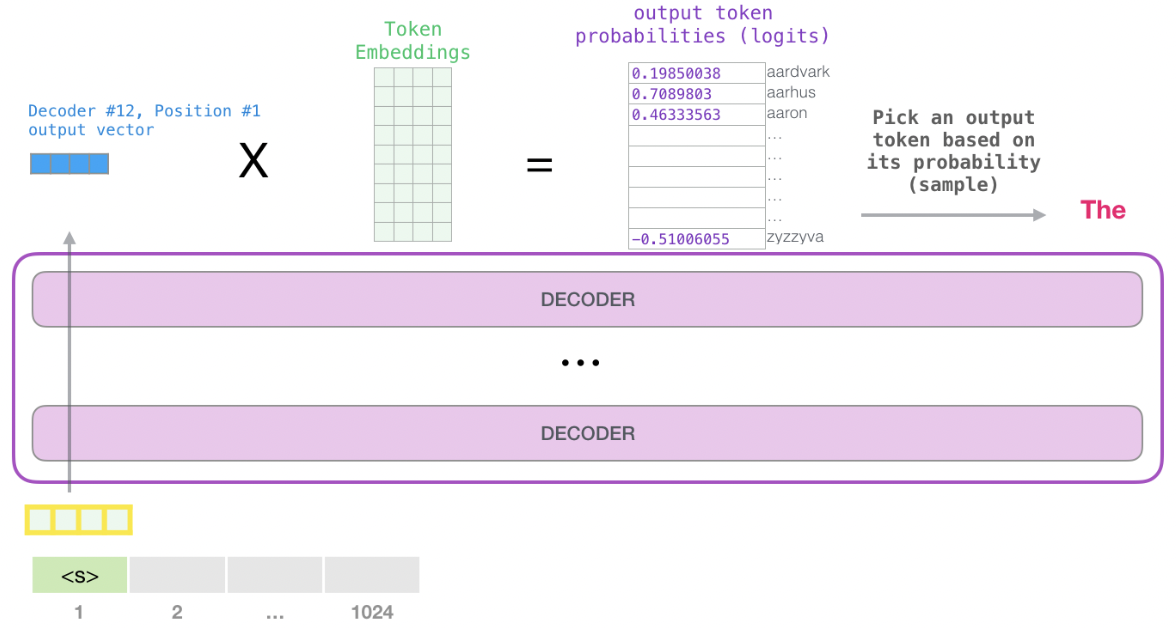 output token
probabilities (logits)
Token
Embeddings
Decoder #12, Position #1
output vector
X
=
0.19850038 aardvark
0.7089803 aarhus
0.46333563 aaron
...
...
...
...
...
-0.51006055 zyzzyva
Pick an output
token based on
its probability
(sample)
The
DECODER
...
DECODER
<s>
1 2 ... 1024